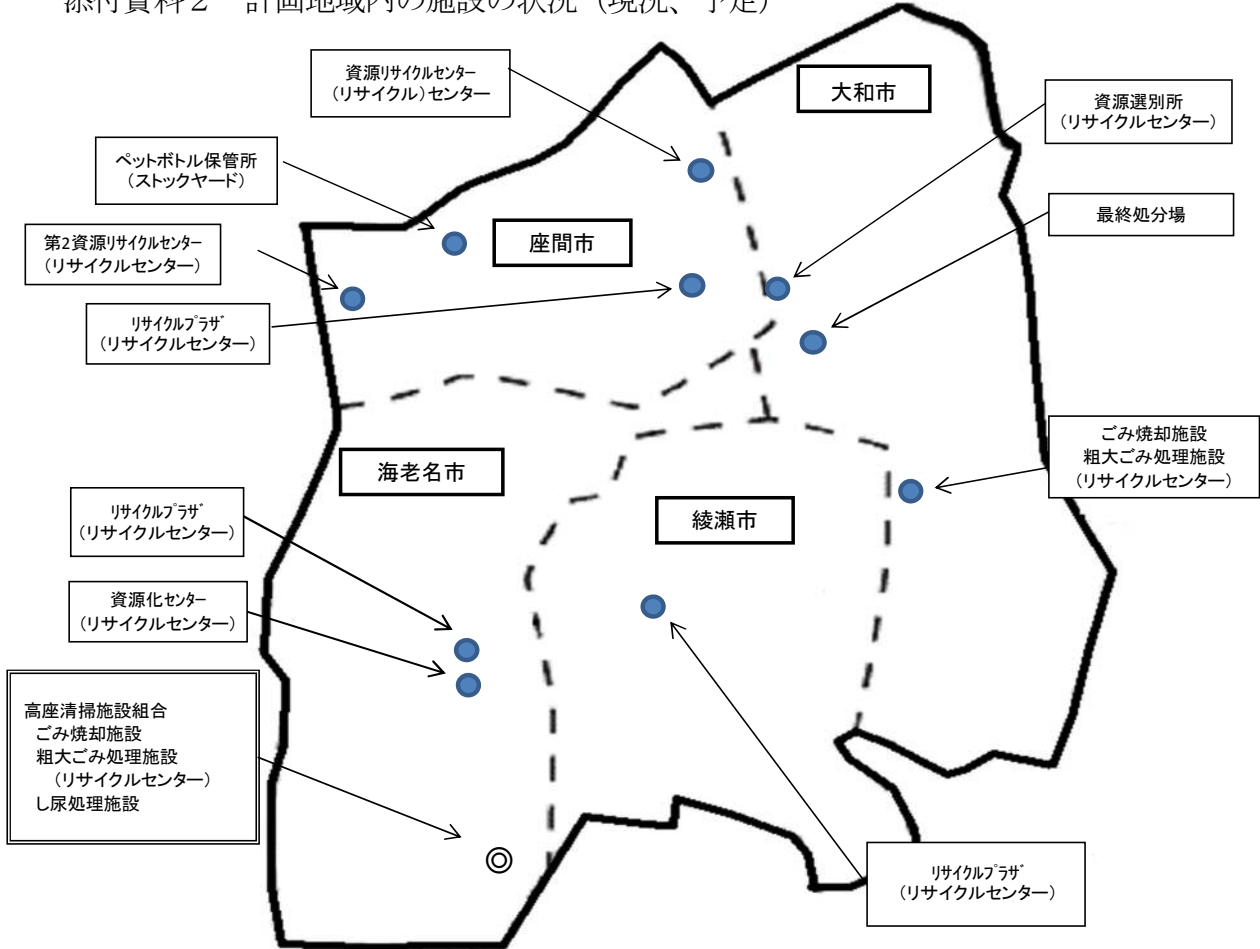 添付資料２　計画地域内の施設の状況（現況、予定）
資源ﾘｻｲｸﾙｾﾝﾀｰ
（リサイクル）センター
大和市
資源選別所
（リサイクルセンター）
ペットボトル保管所
（ストックヤード）
最終処分場
第2資源ﾘｻｲｸﾙｾﾝﾀｰ
（リサイクルセンター）
座間市
ﾘｻｲｸﾙﾌﾟﾗｻﾞ
（リサイクルセンター）
ごみ焼却施設
粗大ごみ処理施設
（リサイクルセンター）
海老名市
綾瀬市
ﾘｻｲｸﾙﾌﾟﾗｻﾞ
（リサイクルセンター）
資源化センター
（リサイクルセンター）
高座清掃施設組合
ごみ焼却施設
粗大ごみ処理施設
（リサイクルセンター）
し尿処理施設
ﾘｻｲｸﾙﾌﾟﾗｻﾞ
（リサイクルセンター）